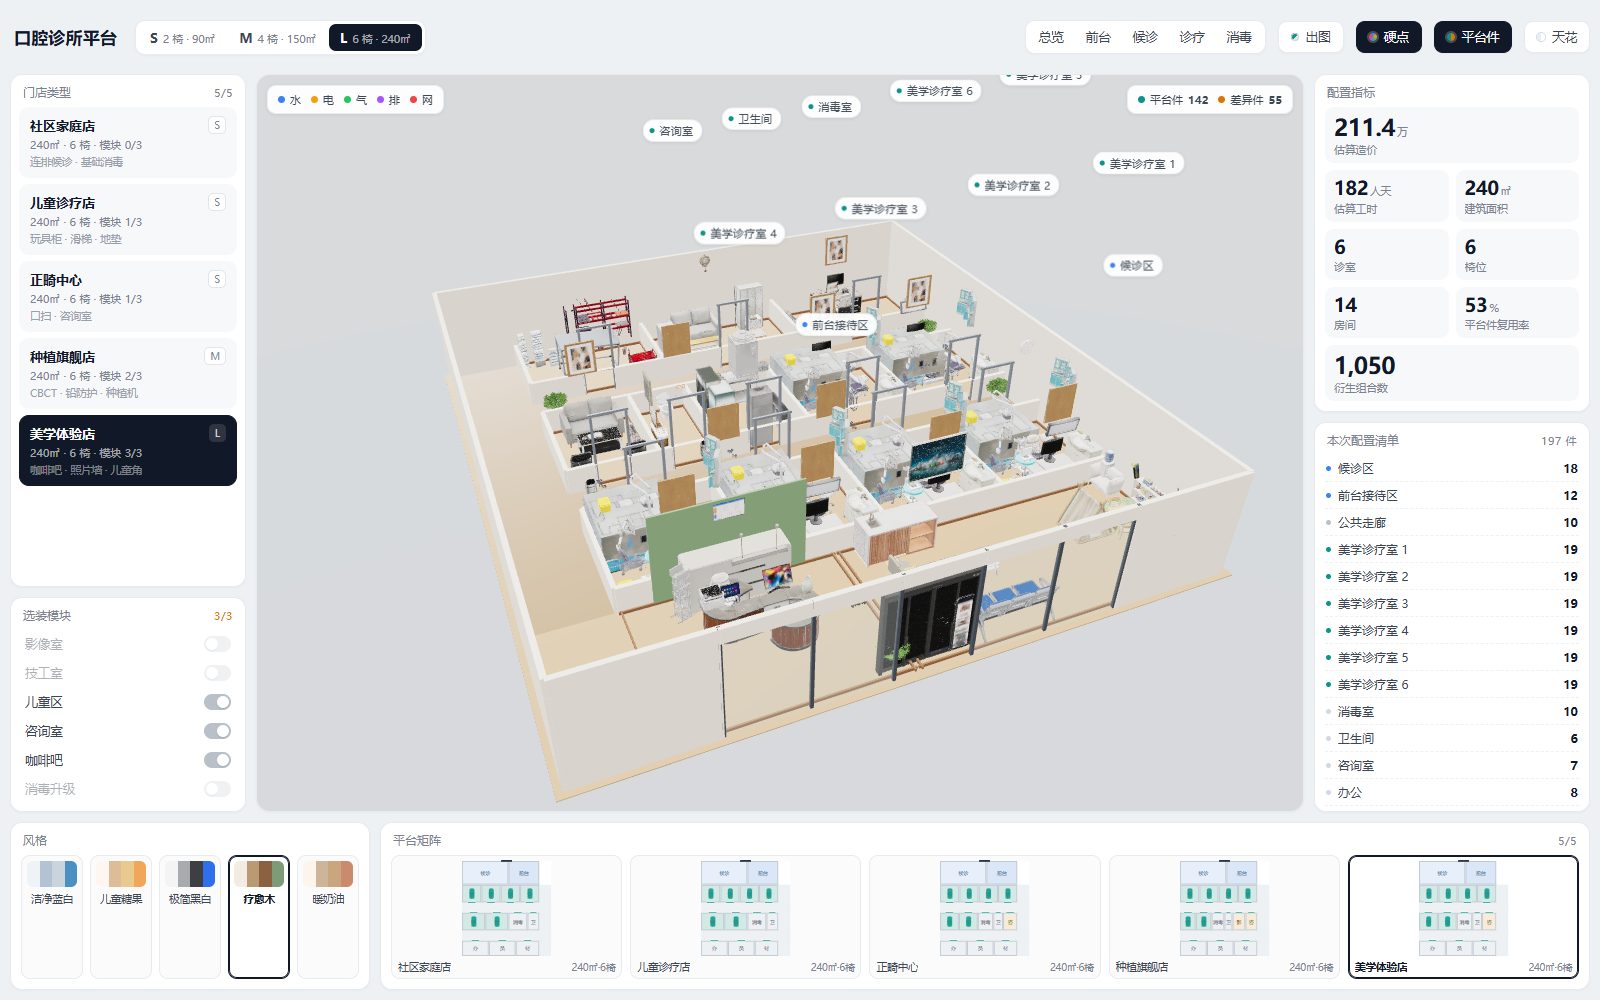 口腔诊所平台
S 2 椅 · 90㎡
M 4 椅 · 150㎡
L 6 椅 · 240㎡
总览
前台
候诊
诊疗
消毒
出图
硬点
平台件
天花
门店类型 5/5
社区家庭店 S
240㎡ · 6 椅 · 模块 0/3
连排候诊 · 基础消毒
儿童诊疗店 S
240㎡ · 6 椅 · 模块 1/3
玩具柜 · 滑梯 · 地垫
正畸中心 S
240㎡ · 6 椅 · 模块 1/3
口扫 · 咨询室
种植旗舰店 M
240㎡ · 6 椅 · 模块 2/3
CBCT · 铅防护 · 种植机
美学体验店 L
240㎡ · 6 椅 · 模块 3/3
咖啡吧 · 照片墙 · 儿童角
选装模块 3/3
影像室
技工室
儿童区
咨询室
咖啡吧
消毒升级
水
电
气
排
网
平台件 142
差异件 55
美学诊疗室 5
美学诊疗室 6
消毒室
卫生间
咨询室
美学诊疗室 1
美学诊疗室 2
美学诊疗室 3
美学诊疗室 4
候诊区
前台接待区
配置指标
211.4万
估算造价
182人天
估算工时
240㎡
建筑面积
6
诊室
6
椅位
14
房间
53%
平台件复用率
1,050
衍生组合数
本次配置清单 197 件
候诊区 18
前台接待区 12
公共走廊 10
美学诊疗室 1 19
美学诊疗室 2 19
美学诊疗室 3 19
美学诊疗室 4 19
美学诊疗室 5 19
美学诊疗室 6 19
消毒室 10
卫生间 6
咨询室 7
办公 8
风格
洁净蓝白
儿童糖果
极简黑白
疗愈木
暖奶油
平台矩阵 5/5
社区家庭店 240㎡·6椅
儿童诊疗店 240㎡·6椅
正畸中心 240㎡·6椅
种植旗舰店 240㎡·6椅
美学体验店 240㎡·6椅